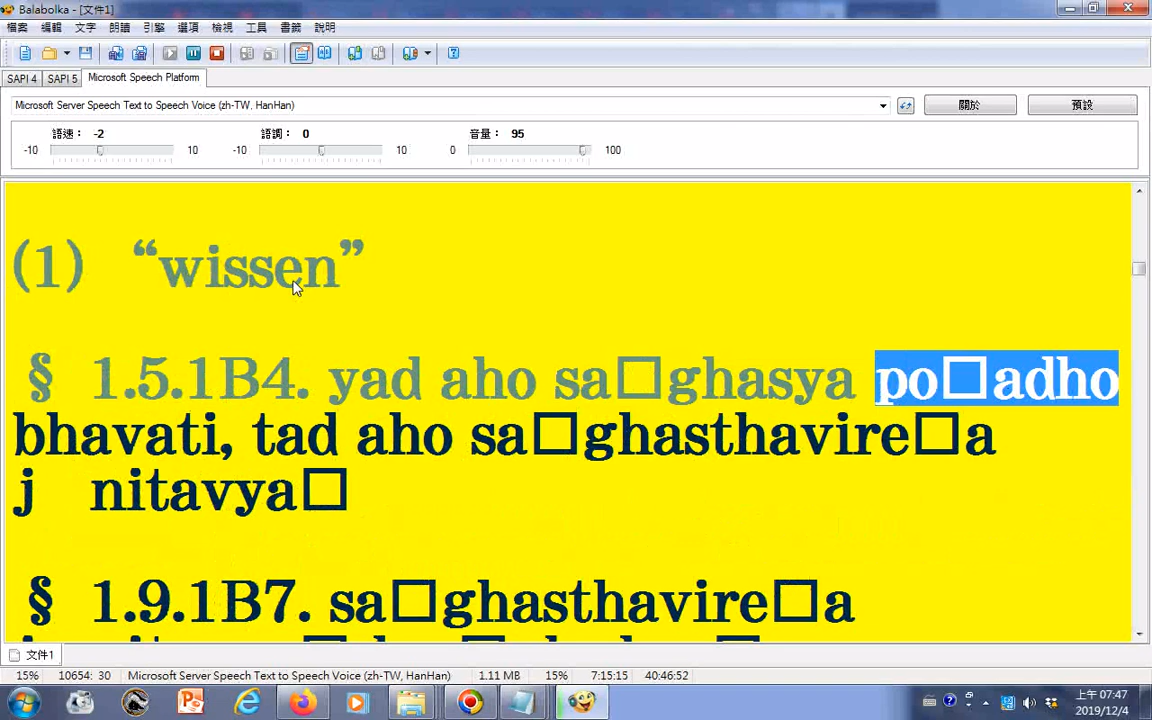 Balabolka - [文件1]
檔案 編輯 文字 朗讀 引擎 選項 檢視 工具 書籤 說明
SAPI 4 SAPI 5 Microsoft Speech Platform
Microsoft Server Speech Text to Speech Voice (zh-TW, HanHan) 關於 預設
語速： -2 語調： 0 音量： 95
-10 10 -10 10 0 100
(1) “wissen”
§ 1.5.1B4. yad aho sa□ghasya po□adho
bhavati, tad aho sa□ghasthavire□a
j nitavya□
§ 1.9.1B7. sa□ghasthavire□a
文件1
15% 10654: 30 Microsoft Server Speech Text to Speech Voice (zh-TW, HanHan) 1.11 MB 15% 7:15:15 40:46:52
上午 07:47
2019/12/4